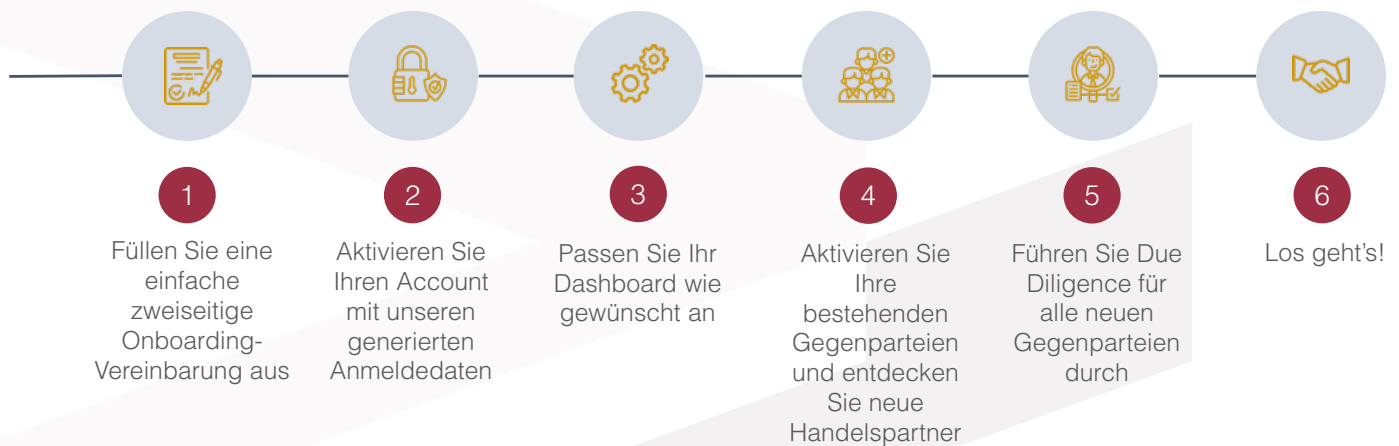 1
Füllen Sie eine
einfache
zweiseitige
Onboarding-
Vereinbarung aus
2
Aktivieren Sie
Ihren Account
mit unseren
generierten
Anmeldedaten
3
Passen Sie Ihr
Dashboard wie
gewünscht an
4
Aktivieren Sie
Ihre
bestehenden
Gegenparteien
und entdecken
Sie neue
Handelspartner
5
Führen Sie Due
Diligence für
alle neuen
Gegenparteien
durch
6
Los geht’s!